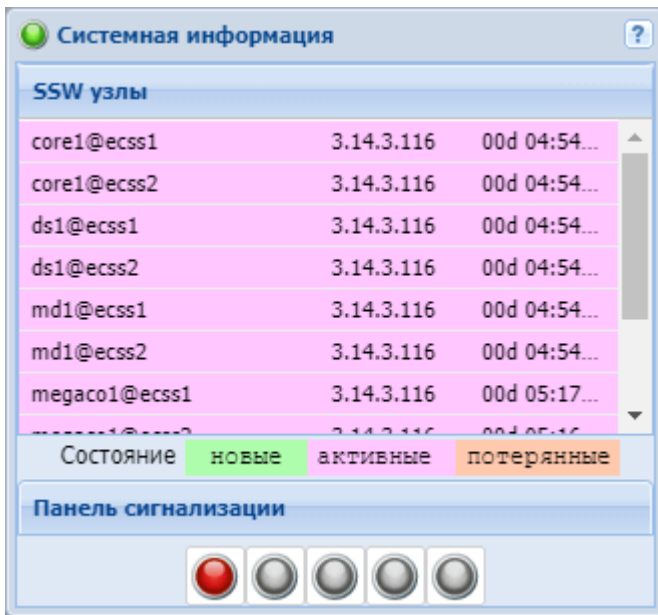 Системная информация ?
SSW узлы
core1@ecss1 3.14.3.116 00d 04:54...
core1@ecss2 3.14.3.116 00d 04:54...
ds1@ecss1 3.14.3.116 00d 04:54...
ds1@ecss2 3.14.3.116 00d 04:54...
md1@ecss1 3.14.3.116 00d 04:54...
md1@ecss2 3.14.3.116 00d 04:54...
megaco1@ecss1 3.14.3.116 00d 05:17...
Состояние новые активные потерянные
Панель сигнализации